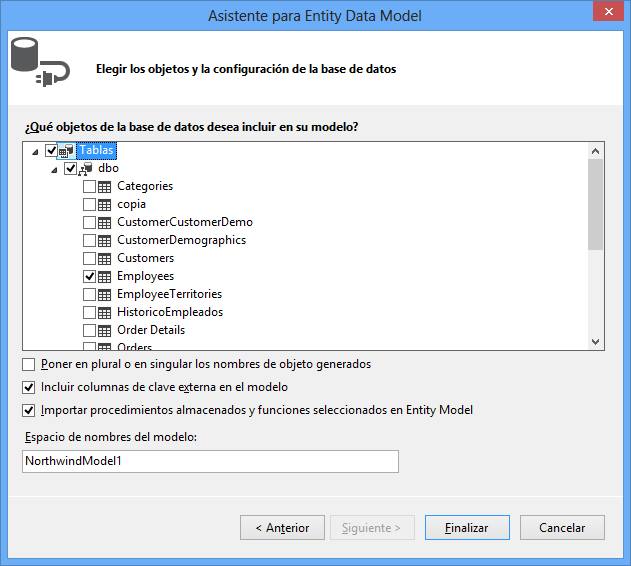 Asistente para Entity Data Model
Elegir los objetos y la configuración de la base de datos
¿Qué objetos de la base de datos desea incluir en su modelo?
Tablas
dbo
Categories
copia
CustomerCustomerDemo
CustomerDemographics
Customers
Employees
EmployeeTerritories
HistoricoEmpleados
Order Details
Orders
Poner en plural o en singular los nombres de objeto generados
Incluir columnas de clave externa en el modelo
Importar procedimientos almacenados y funciones seleccionados en Entity Model
Espacio de nombres del modelo:
NorthwindModel1
< Anterior
Siguiente >
Finalizar
Cancelar